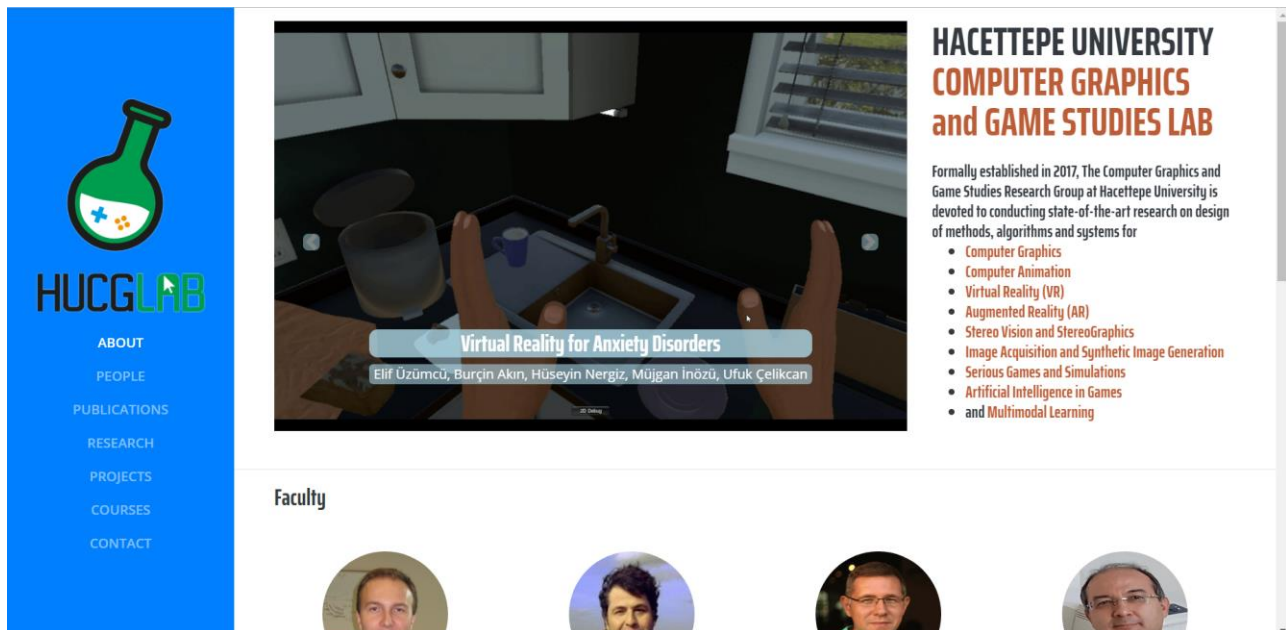 HUCGLAB
ABOUT
PEOPLE
PUBLICATIONS
RESEARCH
PROJECTS
COURSES
CONTACT
Virtual Reality for Anxiety Disorders
Elif Üzümcü, Burçin Akın, Hüseyin Nergiz, Müjgan İnözü, Ufuk Çelikcan
2D Debug
HACETTEPE UNIVERSITY
COMPUTER GRAPHICS
and GAME STUDIES LAB
Formally established in 2017, The Computer Graphics and
Game Studies Research Group at Hacettepe University is
devoted to conducting state-of-the-art research on design
of methods, algorithms and systems for
• Computer Graphics
• Computer Animation
• Virtual Reality (VR)
• Augmented Reality (AR)
• Stereo Vision and StereoGraphics
• Image Acquisition and Synthetic Image Generation
• Serious Games and Simulations
• Artificial Intelligence in Games
• and Multimodal Learning
Faculty